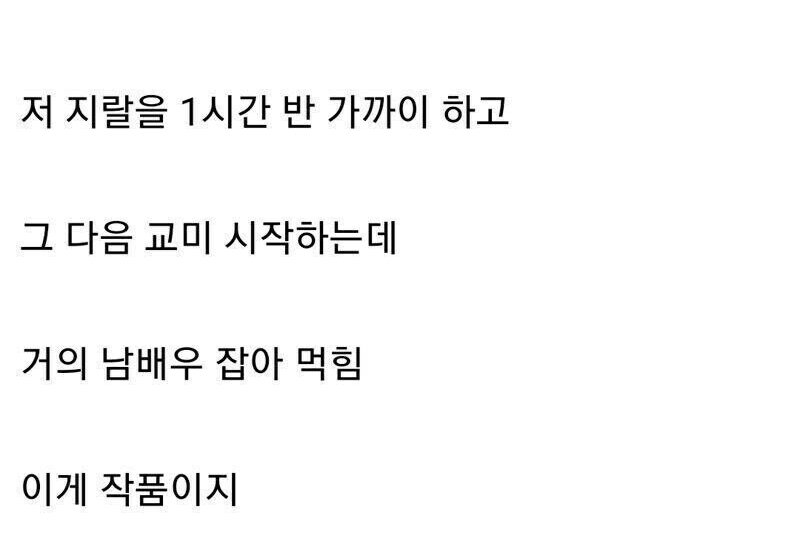 저 지랄을 1시간 반 가까이 하고
그 다음 교미 시작하는데
거의 남배우 잡아 먹힘
이게 작품이지